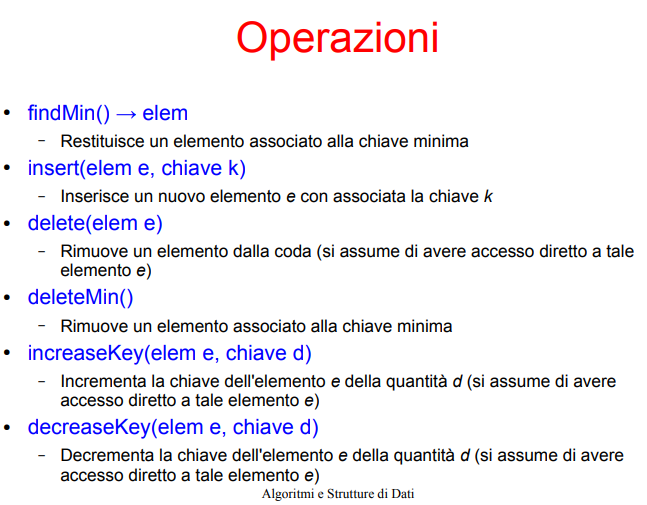 Operazioni
• findMin() → elem
– Restituisce un elemento associato alla chiave minima
• insert(elem e, chiave k)
– Inserisce un nuovo elemento e con associata la chiave k
• delete(elem e)
– Rimuove un elemento dalla coda (si assume di avere accesso diretto a tale
elemento e)
• deleteMin()
– Rimuove un elemento associato alla chiave minima
• increaseKey(elem e, chiave d)
– Incrementa la chiave dell'elemento e della quantità d (si assume di avere
accesso diretto a tale elemento e)
• decreaseKey(elem e, chiave d)
– Decrementa la chiave dell'elemento e della quantità d (si assume di avere
accesso diretto a tale elemento e)
Algoritmi e Strutture di Dati